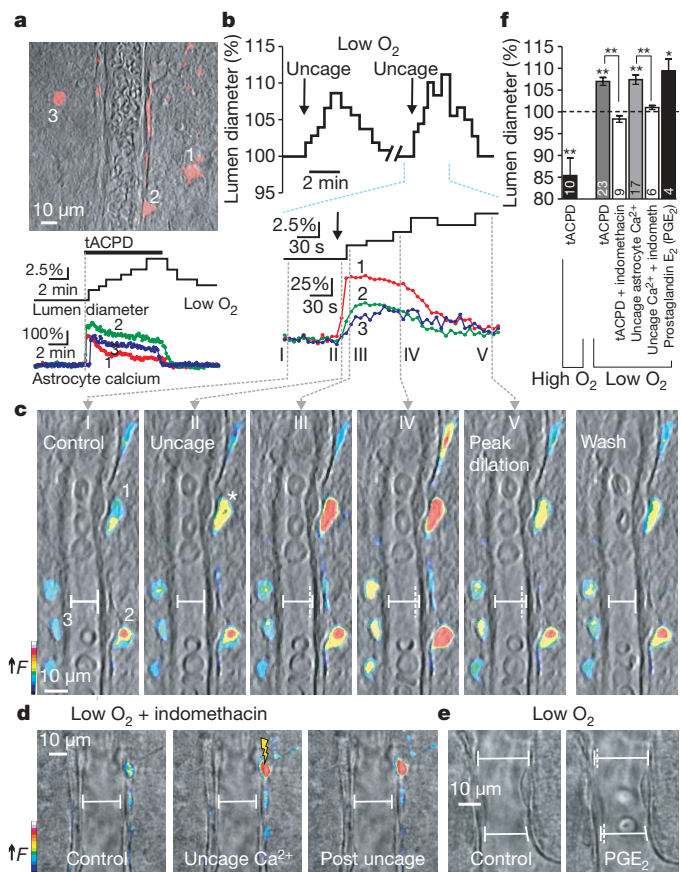 a
3
1
2
10 µm
tACPD
2.5%
2 min
Lumen diameter
Low O2
100%
2 min
2
3
1
Astrocyte calcium
b
Lumen diameter (%)
115
110
105
100
95
Low O2
Uncage
Uncage
2 min
2.5%
30 s
25%
30 s
1
2
3
I
II
III
IV
V
f
Lumen diameter (%)
115
110
105
100
95
90
85
80
**
**
**
**
**
*
10
23
9
17
6
4
tACPD
tACPD
tACPD + indomethacin
Uncage astrocyte Ca2+
Uncage Ca2+ + indometh
Prostaglandin E2 (PGE2)
High O2
Low O2
c
I
Control
1
3
2
10 µm
F
II
Uncage
*
III
IV
V
Peak
dilation
Wash
d
Low O2 + indomethacin
10 µm
F
Control
Uncage Ca2+
Post uncage
e
Low O2
10 µm
Control
PGE2